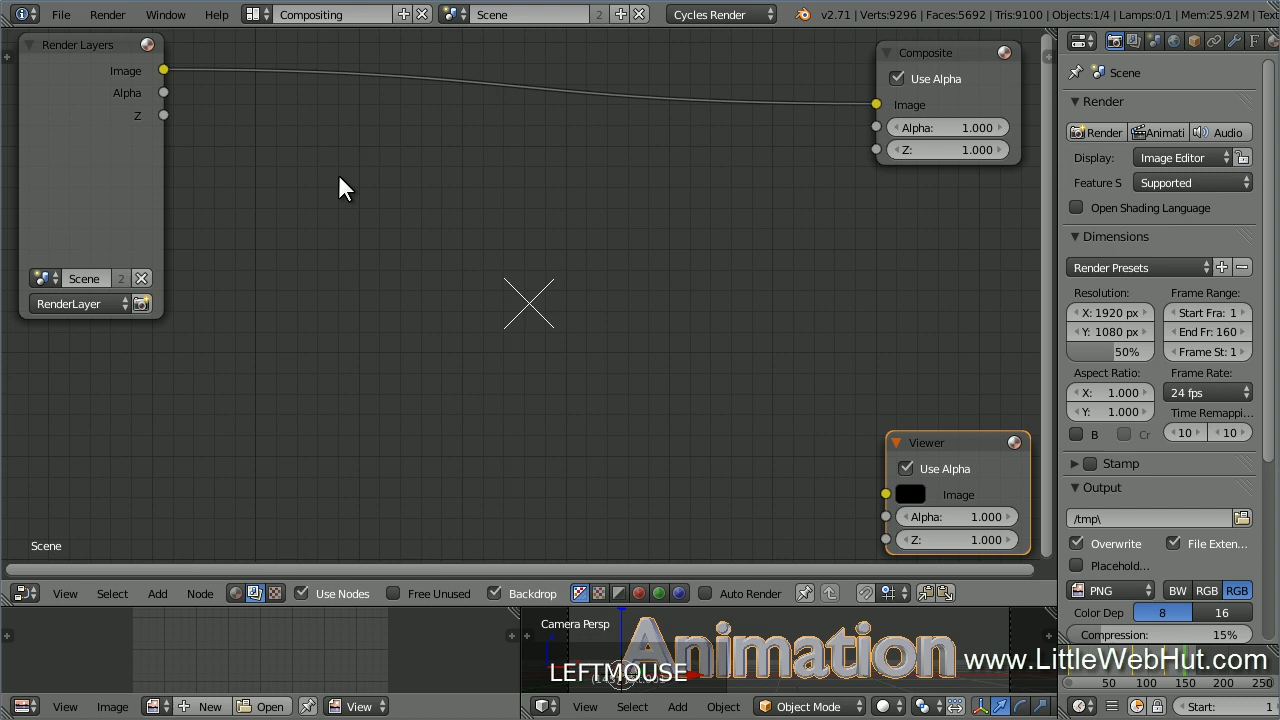 File Render Window Help Compositing Scene 2 Cycles Render v2.71 | Verts:9296 | Faces:5692 | Tris:9100 | Objects:1/4 | Lamps:0/1 | Mem:25.92M | Text
Render Layers
Image
Alpha
Z
Scene 2
RenderLayer
Composite
Use Alpha
Image
Alpha: 1.000
Z: 1.000
Viewer
Use Alpha
Image
Alpha: 1.000
Z: 1.000
Scene
View Select Add Node Use Nodes Free Unused Backdrop Auto Render
F
Scene
Render
Render Animati Audio
Display: Image Editor
Feature S Supported
Open Shading Language
Dimensions
Render Presets
Resolution: Frame Range:
X: 1920 px Start Fra: 1
Y: 1080 px End Fr: 160
50% Frame St: 1
Aspect Ratio: Frame Rate:
X: 1.000 24 fps
Y: 1.000 Time Remappi...
B Cr 10 10
Stamp
Output
/tmp\
Overwrite File Exten...
Placehold...
PNG BW RGB RGB
Color Dep 8 16
Compression: 15%
Camera Persp
Animation
LEFTMOUSE
www.LittleWebHut.com
50 100 150 200 250
View Image New Open View
View Select Add Object Object Mode
Start: 1